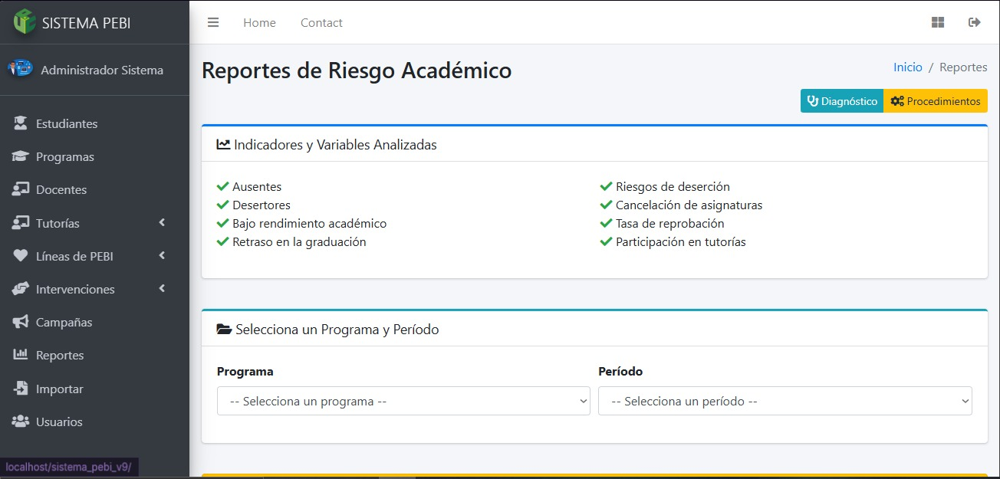 SISTEMA PEBI
Home Contact
Administrador Sistema
Reportes de Riesgo Académico
Inicio / Reportes
Diagnóstico Procedimientos
Estudiantes
Programas
Docentes
Tutorías
Líneas de PEBI
Intervenciones
Campañas
Reportes
Importar
Usuarios
Indicadores y Variables Analizadas
Ausentes
Desertores
Bajo rendimiento académico
Retraso en la graduación
Riesgos de deserción
Cancelación de asignaturas
Tasa de reprobación
Participación en tutorías
Selecciona un Programa y Período
Programa
-- Selecciona un programa --
Período
-- Selecciona un período --
localhost/sistema_pebi_v9/